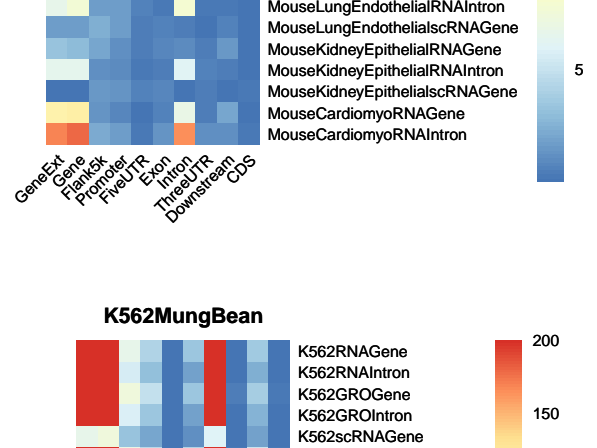 MouseLungEndothelialRNAIntron
MouseLungEndothelialscRNAGene
MouseKidneyEpithelialRNAGene
MouseKidneyEpithelialRNAIntron
5
MouseKidneyEpithelialscRNAGene
MouseCardiomyoRNAGene
MouseCardiomyoRNAIntron
GeneExt
Gene
Flank5k
Promoter
FiveUTR
Exon
Intron
ThreeUTR
Downstream
CDS
K562MungBean
K562RNAGene
200
K562RNAIntron
K562GROGene
K562GROIntron
150
K562scRNAGene